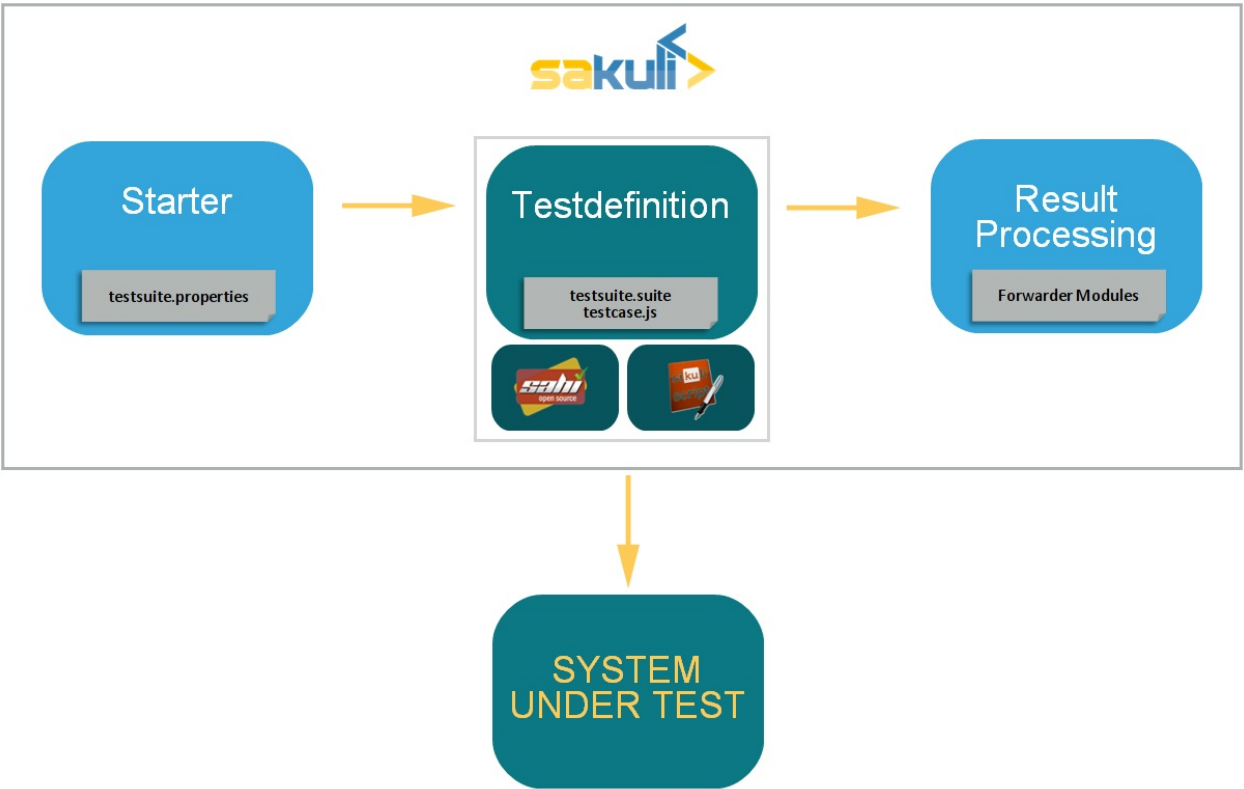 sakuli
Starter
testsuite.properties
Testdefinition
testsuite.suite
testcase.js
sahi
open source
Result
Processing
Forwarder Modules
SYSTEM
UNDER TEST